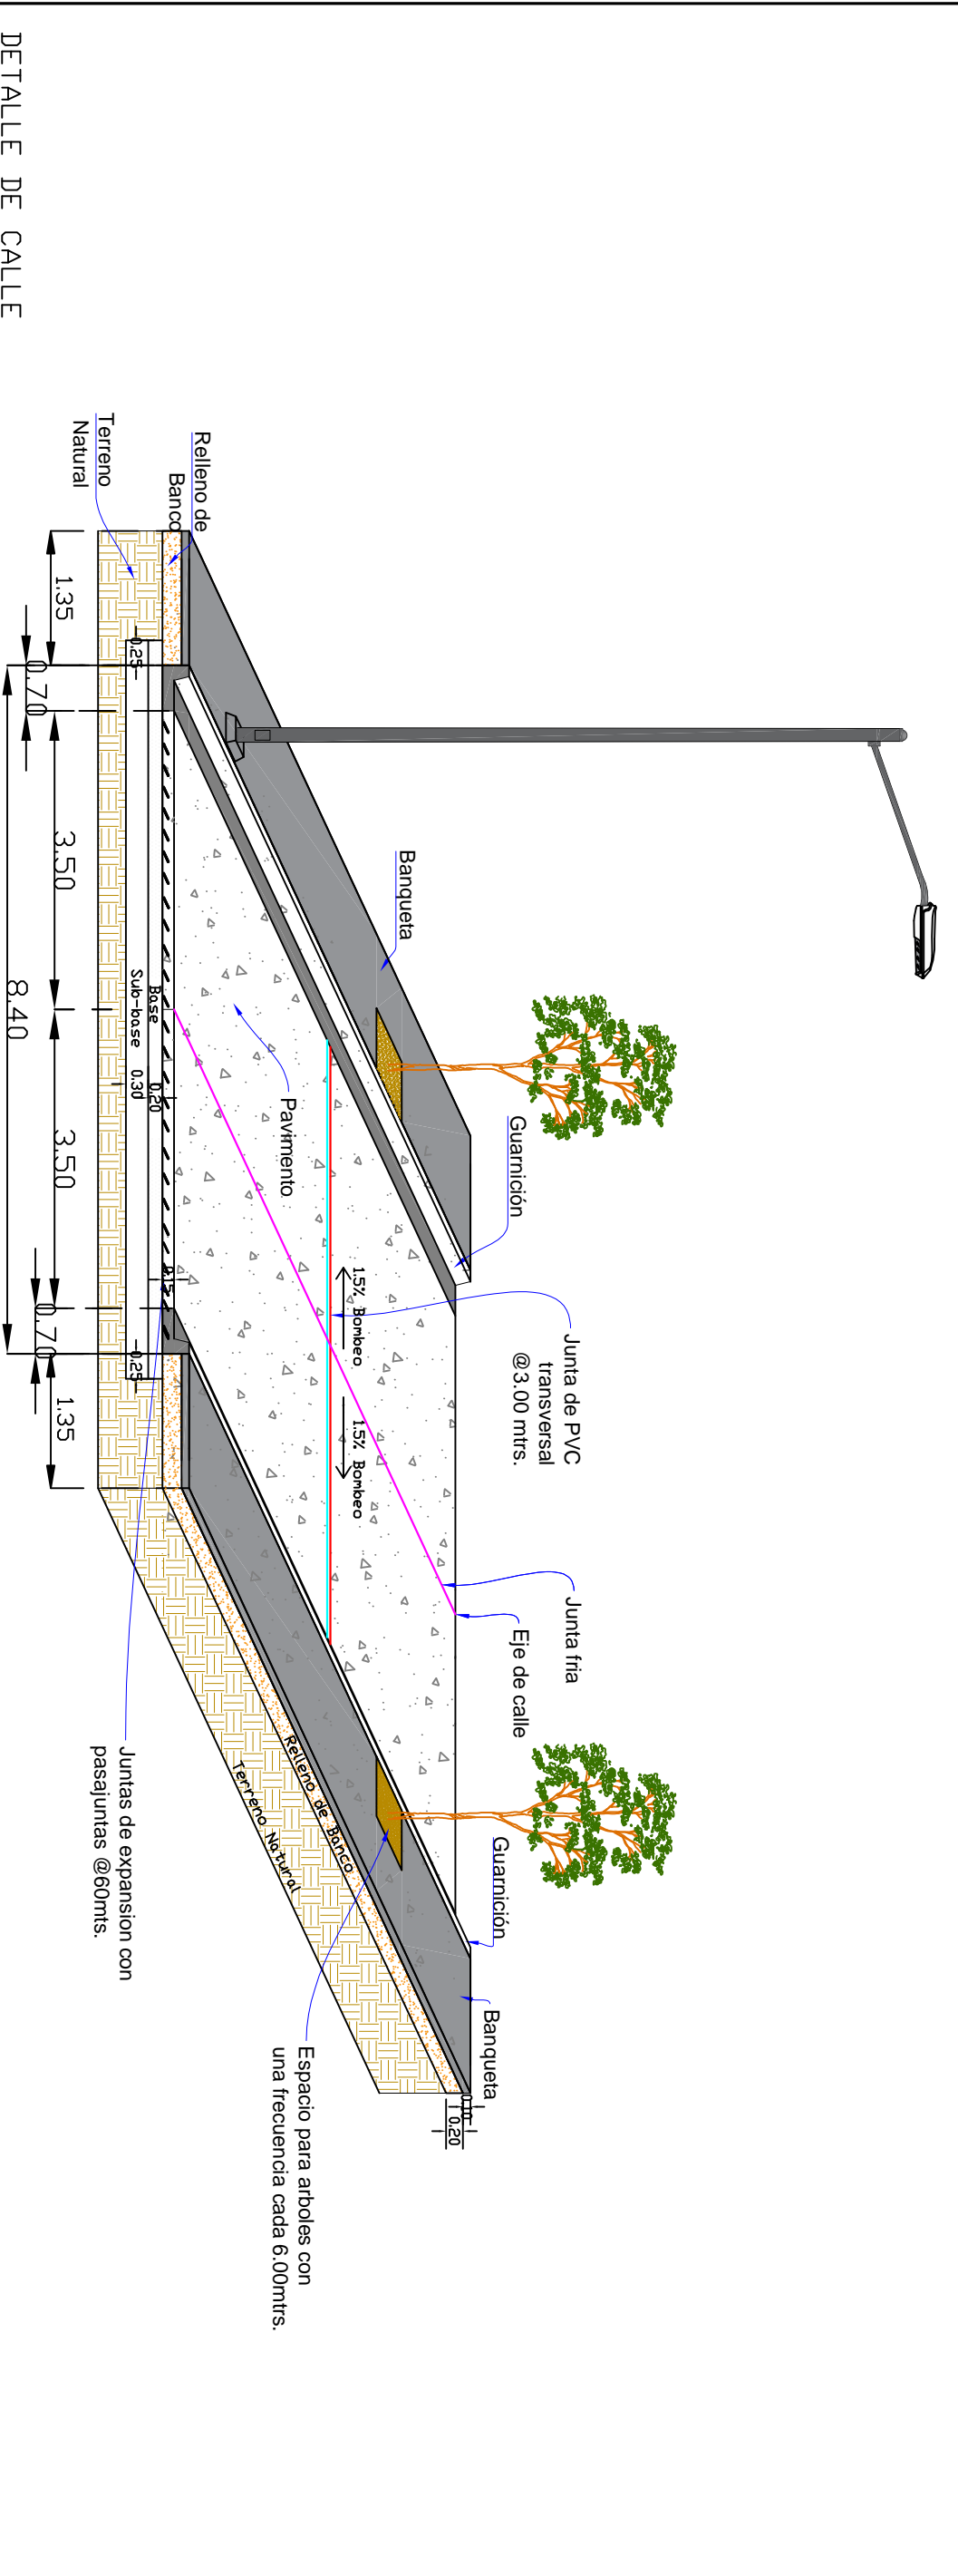 Junta de PVC
transversal
@3.00 mtrs.
Junta fria
Eje de calle
Guarnición
Guarnición
Banqueta
Banqueta
0.10
0.20
1.5% Bombeo
1.5% Bombeo
Pavimento
Espacio para arboles con
una frecuencia cada 6.00mtrs.
Relleno de
Banco
Relleno de Banco
Terreno Natural
Terreno
Natural
0.25
Base
Sub-base
0.20
0.30
0.15
0.25
Juntas de expansion con
pasajuntas @60mts.
1.35
0.70
3.50
3.50
0.70
1.35
8.40
DETALLE DE CALLE